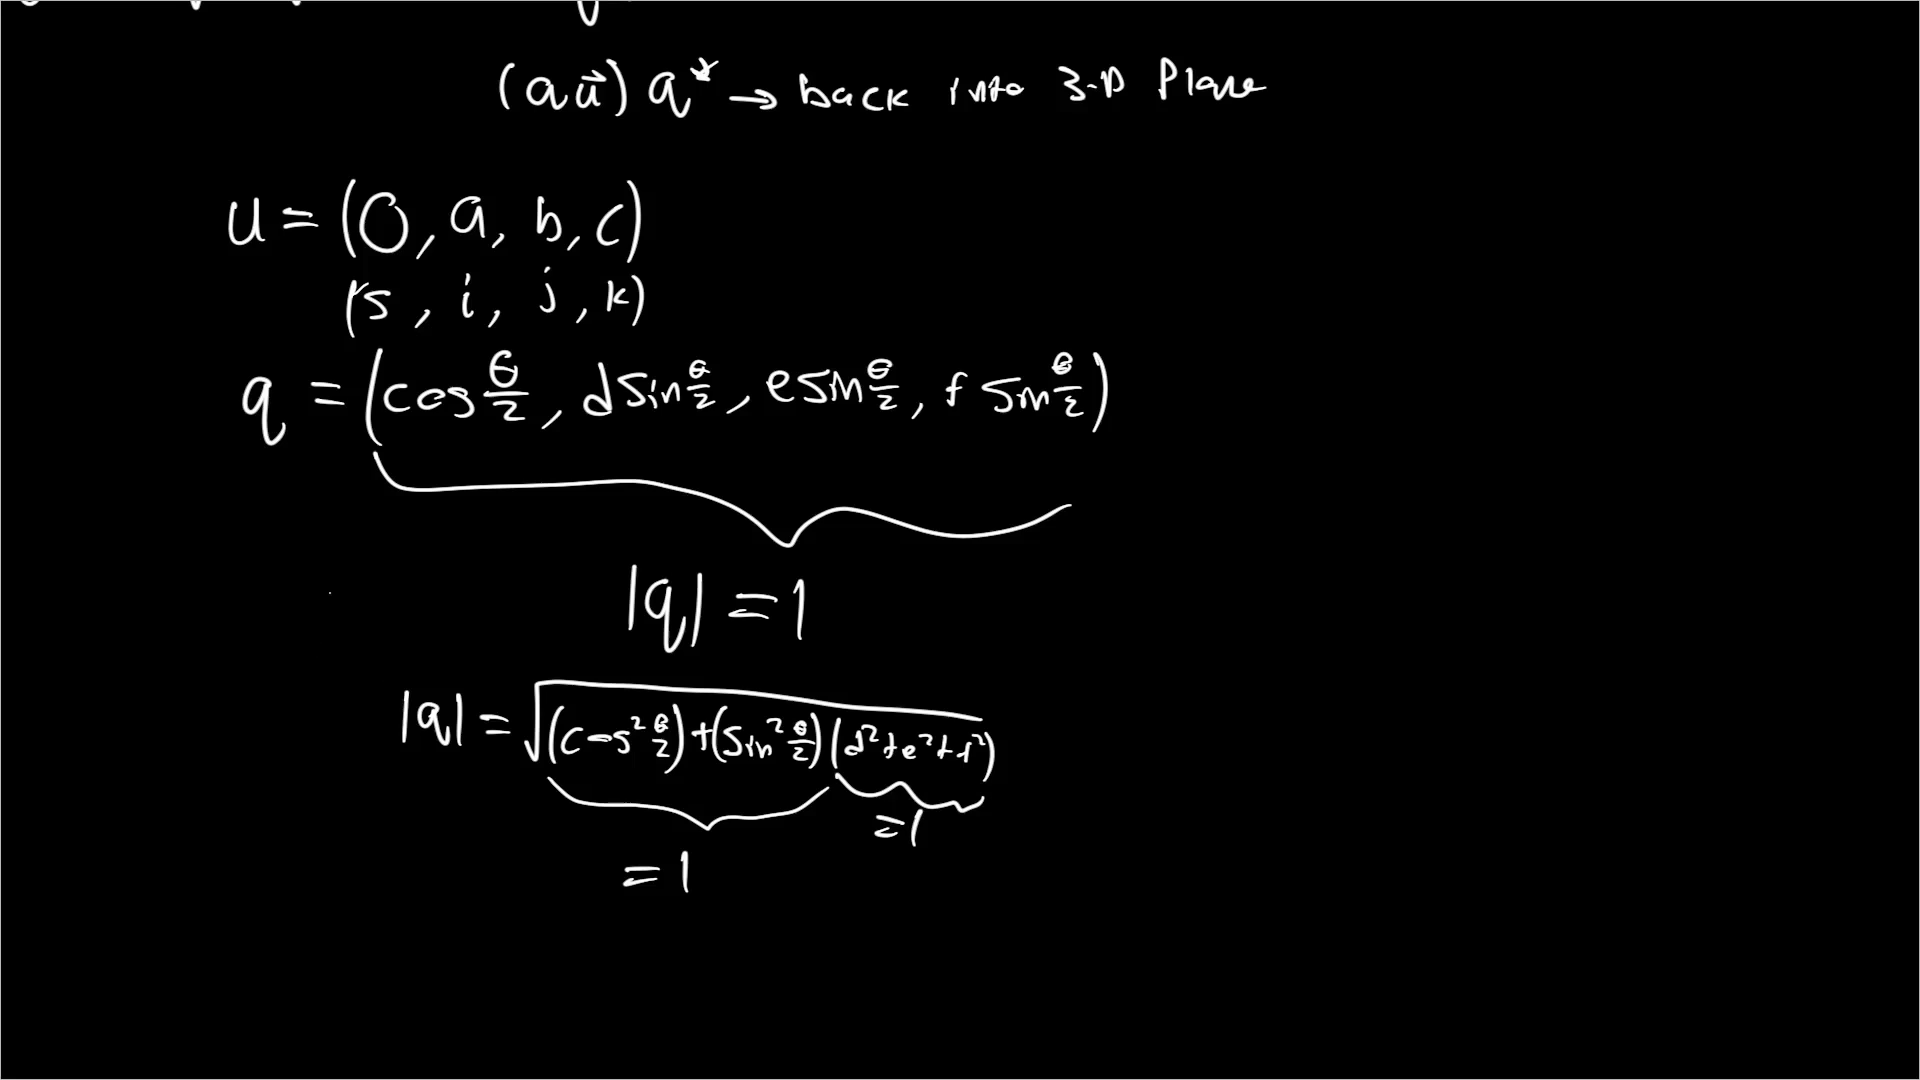 (au⃗) q* → back into 3-D Plane
u = (0, a, b, c)
(s, i, j, k)
q = (cos θ/2, d sin θ/2, e sin θ/2, f sin θ/2)
|q| = 1
|q| = √((cos² θ/2) + (sin² θ/2)(d² + e² + f²))
= 1
= 1